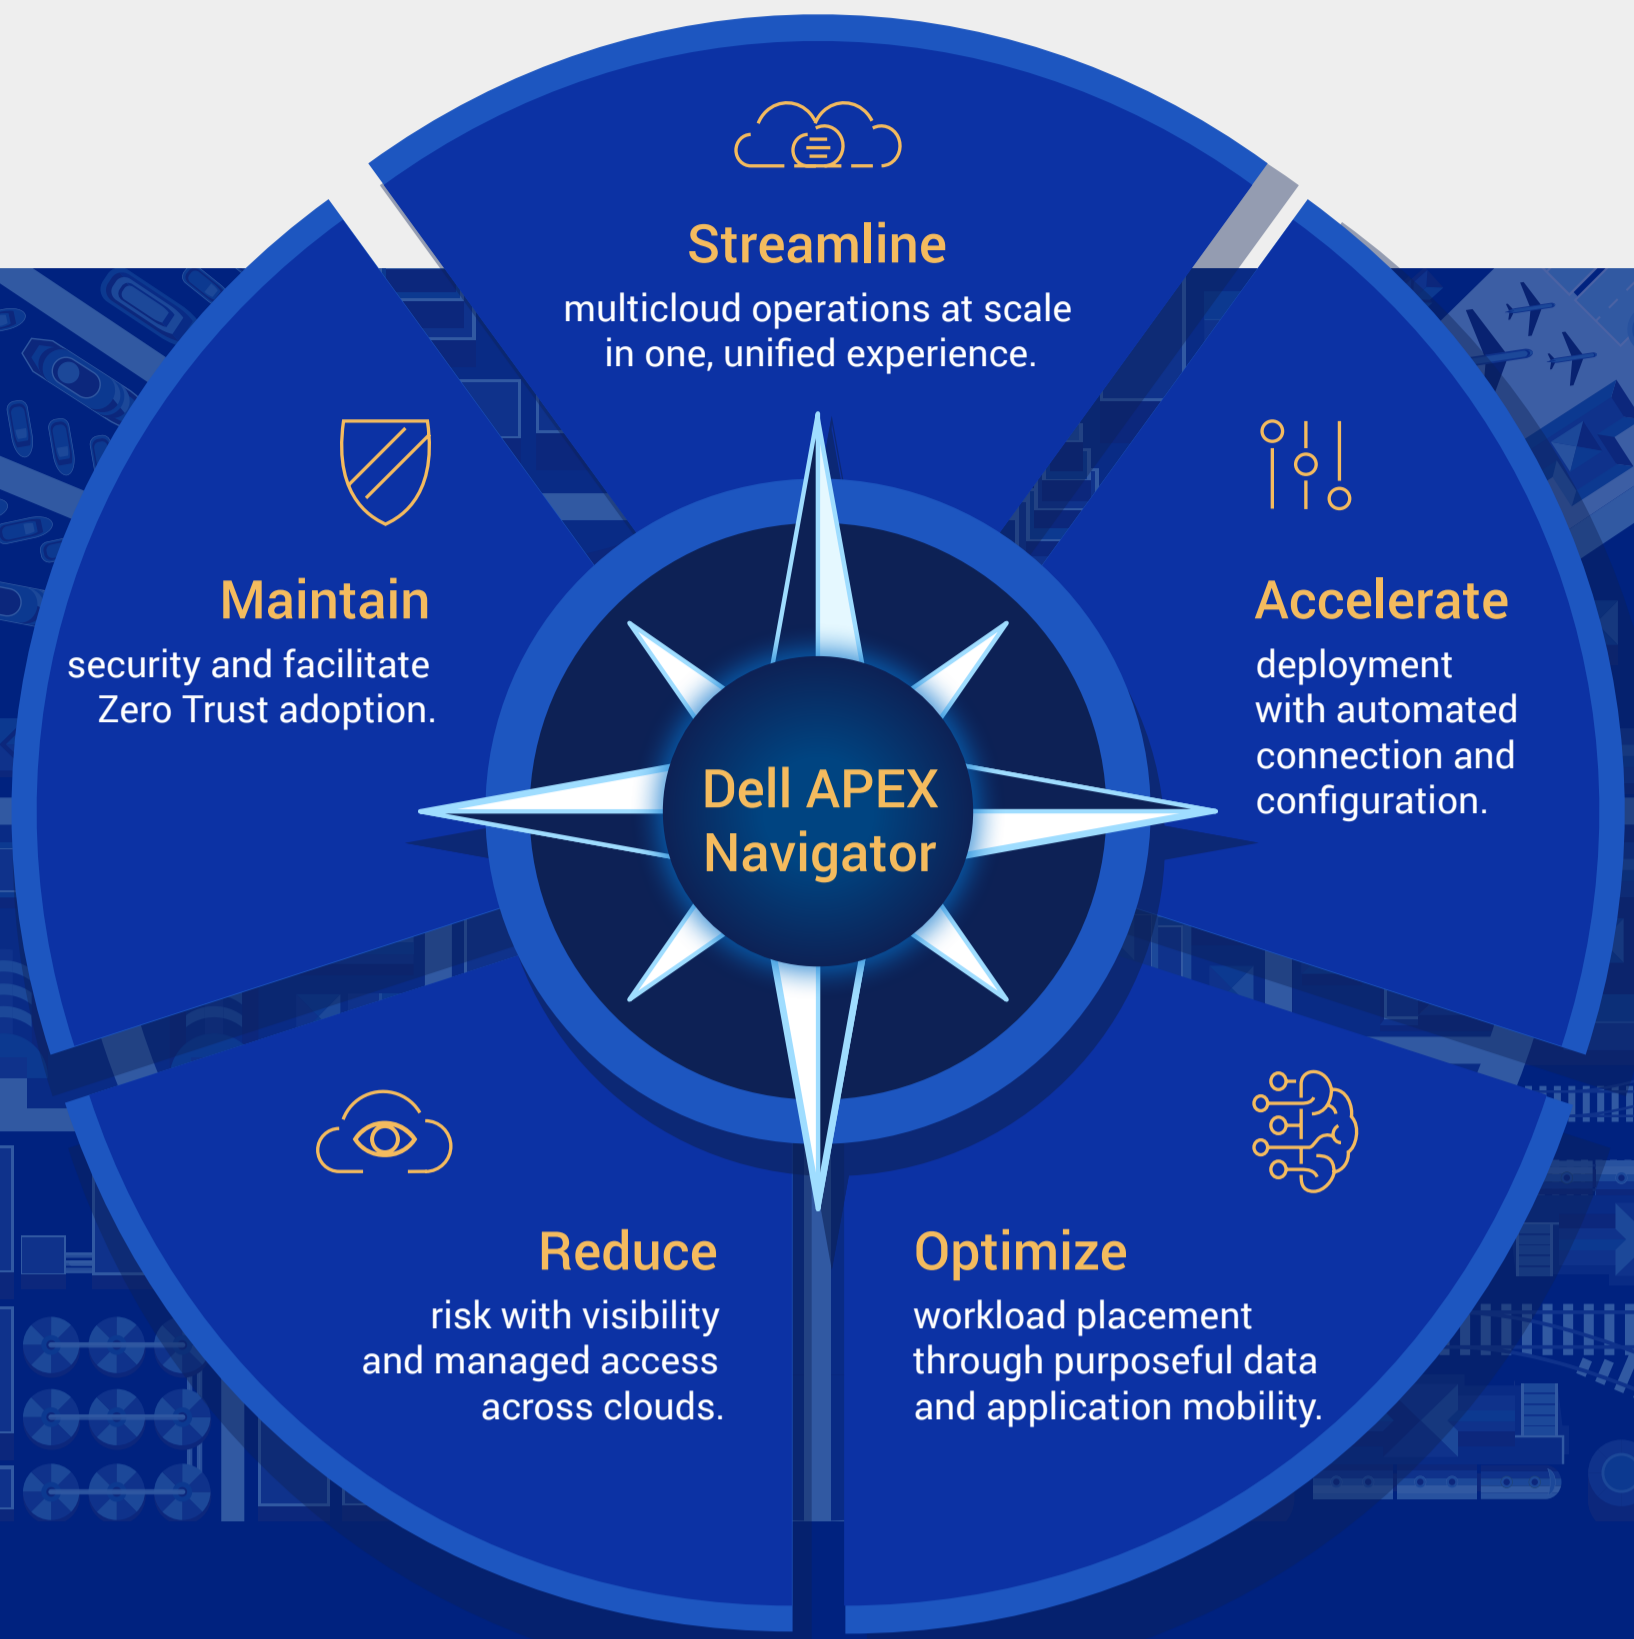 Streamline
multicloud operations at scale
in one, unified experience.
Maintain
security and facilitate
Zero Trust adoption.
Accelerate
deployment
with automated
connection and
configuration.
Dell APEX
Navigator
Reduce
risk with visibility
and managed access
across clouds.
Optimize
workload placement
through purposeful data
and application mobility.